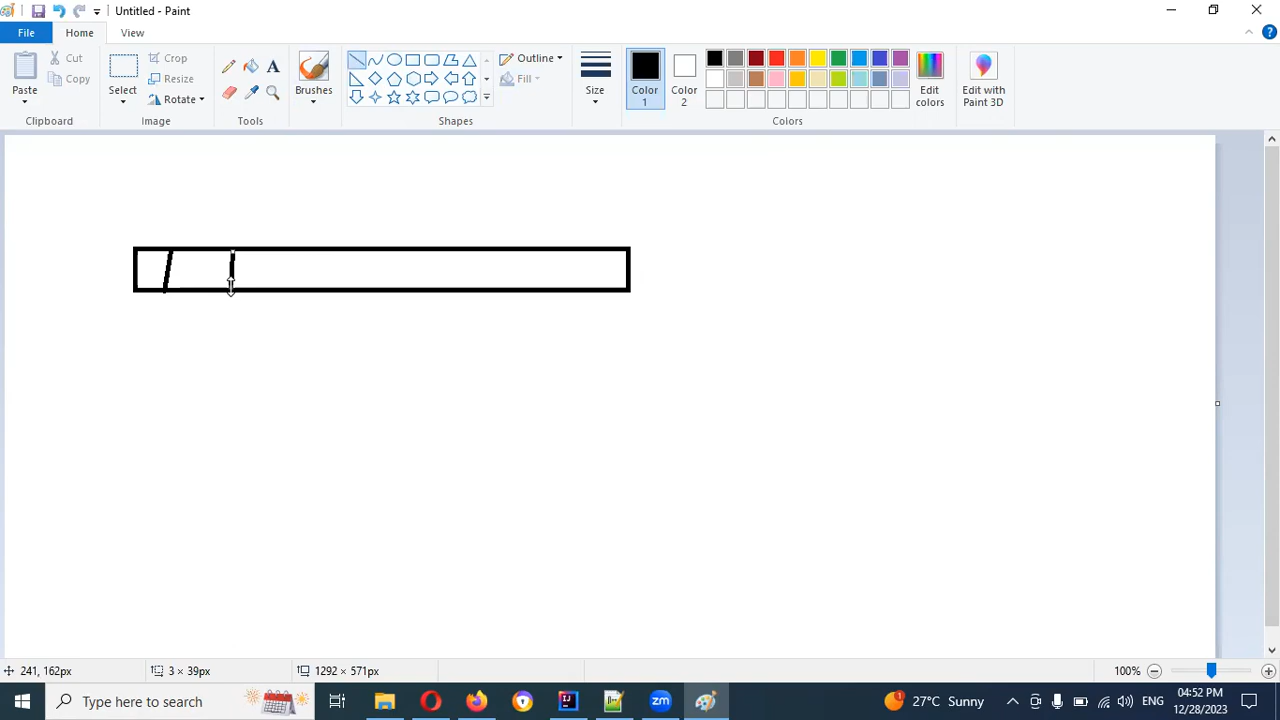 Untitled - Paint
File
Home
View
Paste
Cut
Copy
Clipboard
Select
Crop
Resize
Rotate
Image
A
Tools
Brushes
Outline
Fill
Shapes
Size
Color
1
Color
2
Edit
colors
Colors
Edit with
Paint 3D
241, 162px
3 × 39px
1292 × 571px
100%
Type here to search
zm
1
27°C Sunny
ENG
04:52 PM
12/28/2023